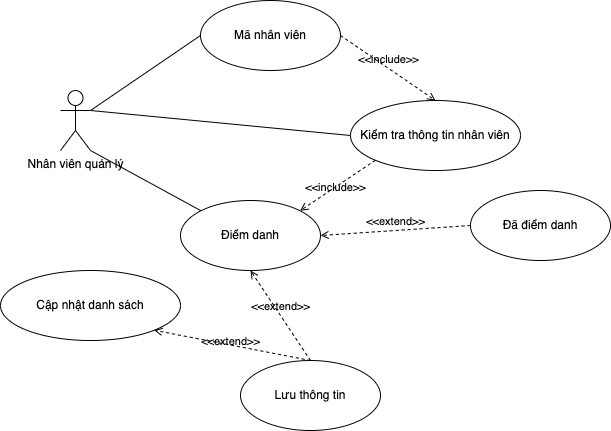 Mã nhân viên
<<include>>
Kiểm tra thông tin nhân viên
Nhân viên quản lý
<<include>>
Điểm danh
<<extend>>
Đã điểm danh
Cập nhật danh sách
<<extend>>
<<extend>>
Lưu thông tin